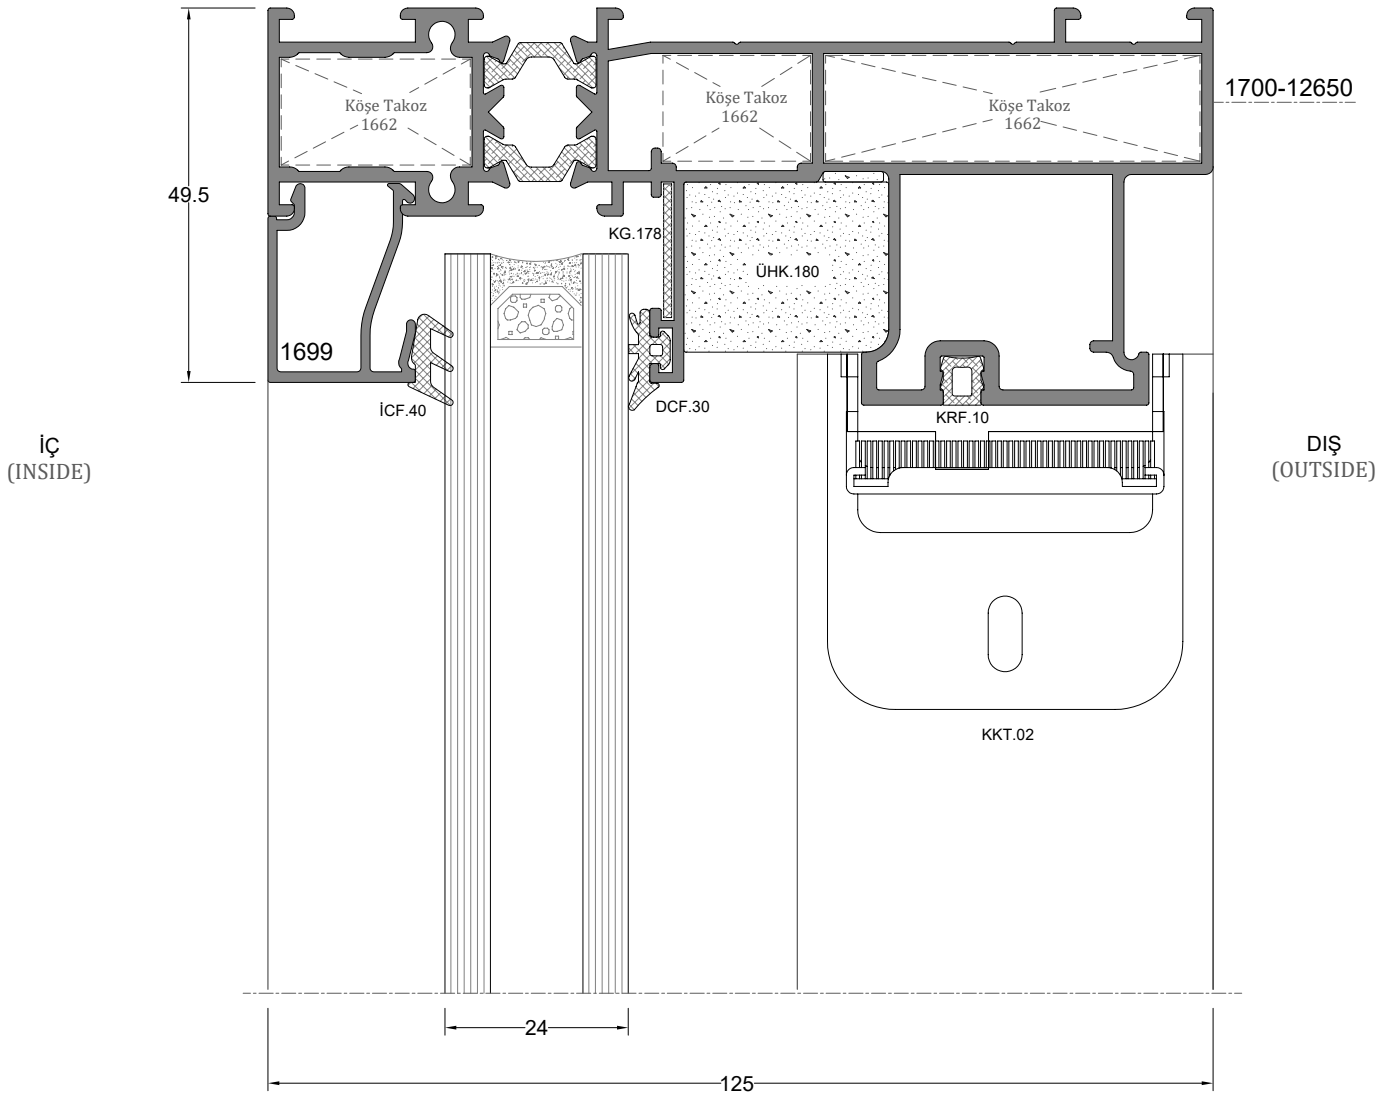 Köşe Takoz
1662
Köşe Takoz
1662
Köşe Takoz
1662
1700-12650
49.5
KG.178
ÜHK.180
1699
İCF.40
DCF.30
KRF.10
İÇ
(INSIDE)
DIŞ
(OUTSIDE)
KKT.02
24
125